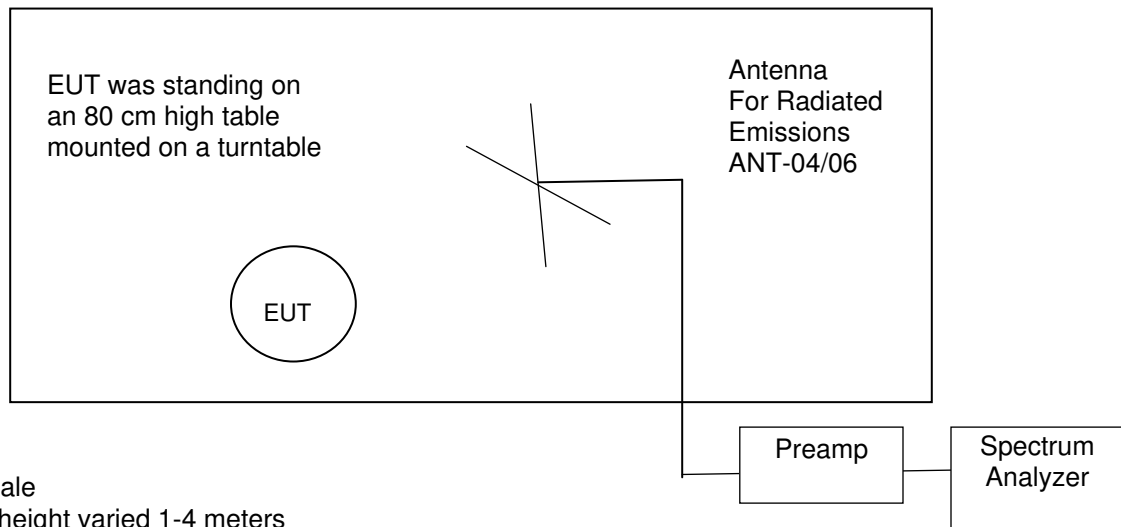 EUT was standing on
an 80 cm high table
mounted on a turntable
Antenna
For Radiated
Emissions
ANT-04/06
EUT
Preamp
Spectrum
Analyzer
height varied 1-4 meters